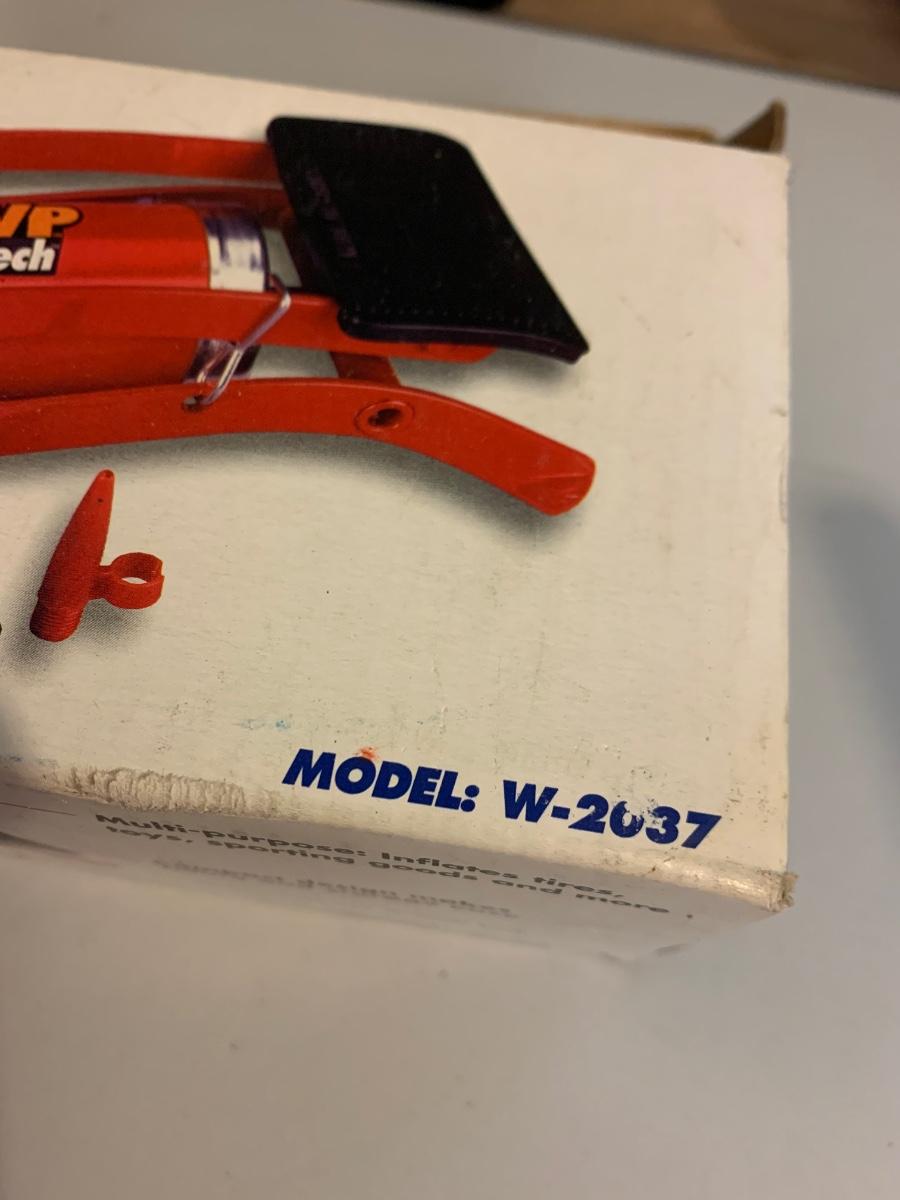 VP
ech
MODEL: W-2037
Multi-purpose: Inflates tires,
toys, sporting goods and more.